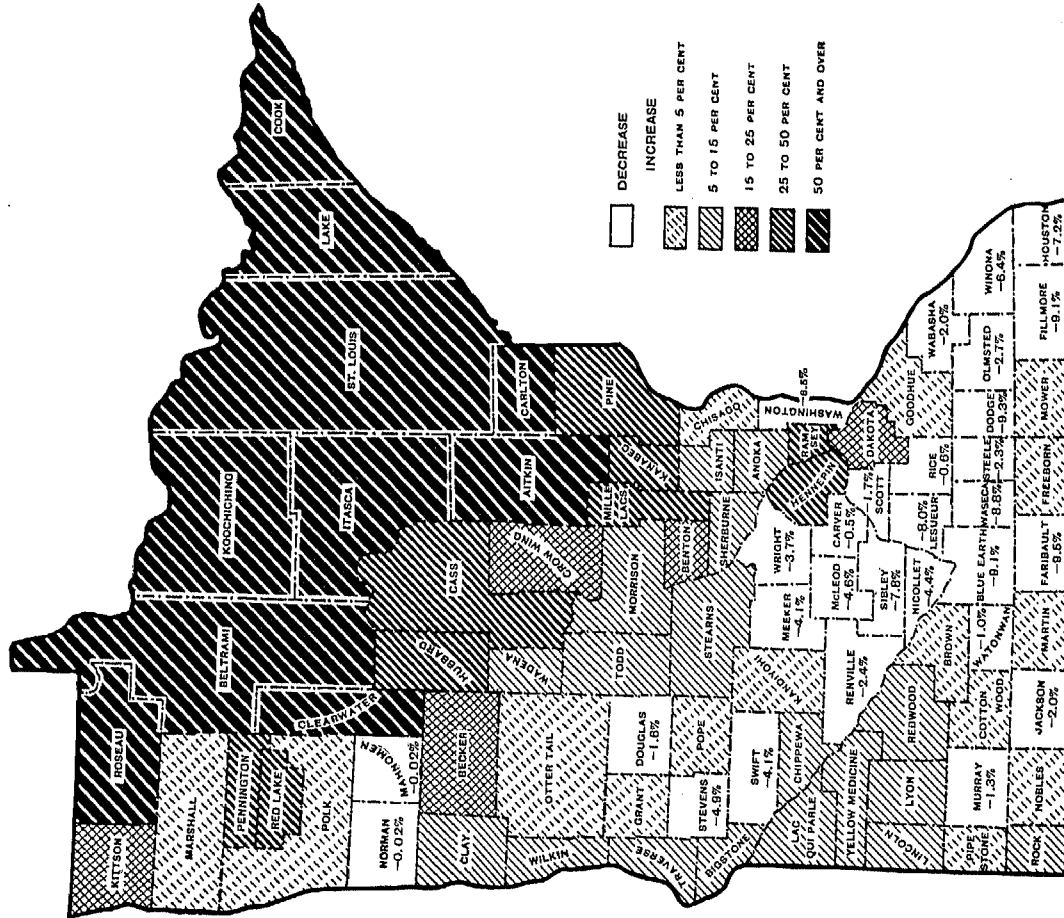 KITTSON
ROSEAU
MARSHALL
BELTRAMI
KOOCHICHING
ST. LOUIS
LAKE
COOK
PENNINGTON
RED LAKE
POLK
CLEARWATER
ITASCA
NORMAN
-0.02%
MAHNOMEN
-0.02%
HUBBARD
CASS
CLAY
BECKER
WADENA
CROW WING
AITKIN
CARLTON
WILKIN
OTTER TAIL
TODD
MORRISON
MILLE
LACS
KANABEC
PINE
TRAVERSE
GRANT
DOUGLAS
-1.6%
BIGSTONE
STEVENS
-4.9%
POPE
STEARNS
BENTON
SHERBURNE
ISANTI
CHISAGO
SWIFT
-4.1%
KANDIYOHI
MEEKER
-4.1%
WRIGHT
-3.7%
ANOKA
HENNEPIN
RAM-
SEY
WASHINGTON
-6.5%
LAC
QUI PARLE
CHIPPEWA
YELLOW MEDICINE
RENVILLE
-2.4%
McLEOD
-4.6%
CARVER
-0.5%
SIBLEY
-7.8%
SCOTT
-1.7%
DAKOTA
LINCOLN
LYON
REDWOOD
BROWN
NICOLLET
-4.4%
LESUEUR
-8.0%
RICE
-0.6%
GOODHUE
WABASHA
-2.0%
PIPE
STONE
MURRAY
-1.3%
COTTON
WOOD
WATONWAN
-1.0%
BLUE EARTH
-9.1%
WASECA
-8.8%
STEELE
-2.3%
DODGE
-9.3%
OLMSTED
-2.7%
WINONA
-6.4%
ROCK
NOBLES
JACKSON
-2.0%
MARTIN
FARIBAULT
FREEBORN
MOWER
FILLMORE
-9.1%
HOUSTON
-7.2%
DECREASE
INCREASE
LESS THAN 5 PER CENT
5 TO 15 PER CENT
15 TO 25 PER CENT
25 TO 50 PER CENT
50 PER CENT AND OVER